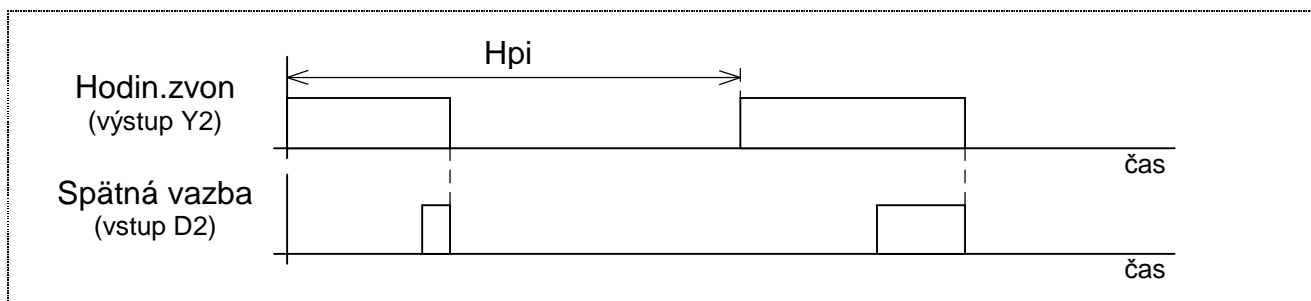 Hpi
Hodin.zvon
(výstup Y2)
čas
Spätná vazba
(vstup D2)
čas